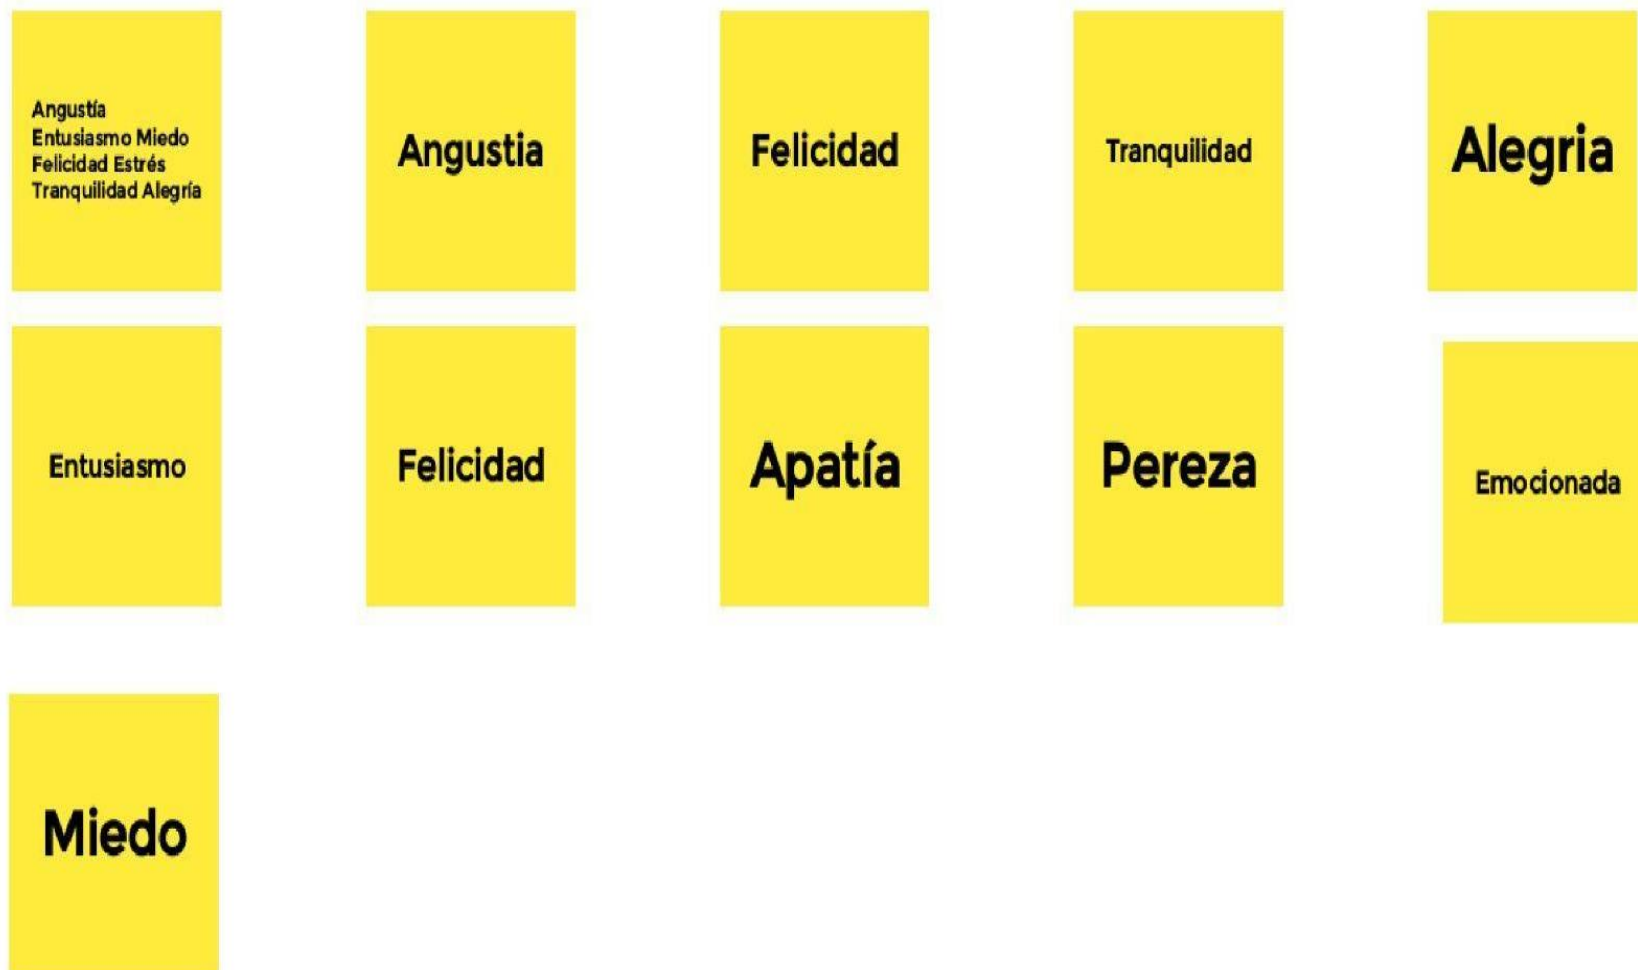 Angustía
Entusiasmo Miedo
Felicidad Estrés
Tranquilidad Alegría
Angustia
Felicidad
Tranquilidad
Alegria
Entusiasmo
Felicidad
Apatía
Pereza
Emocionada
Miedo